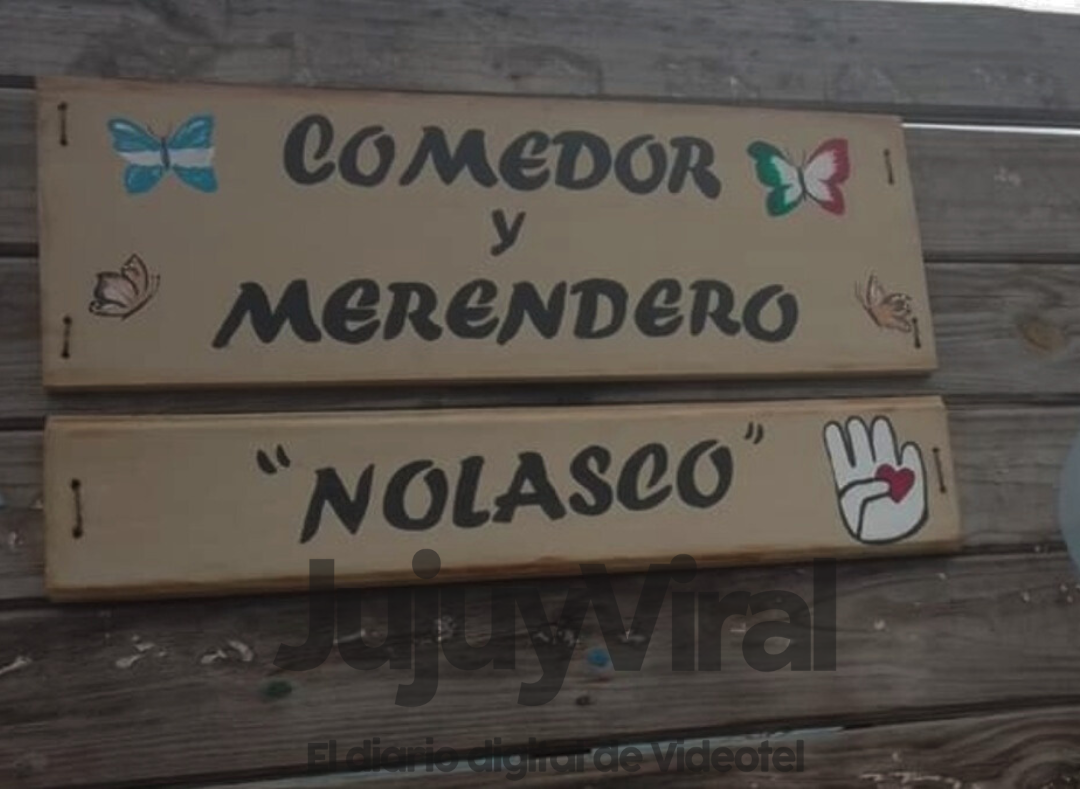 COMEDOR
y
MERENDERO
"NOLASCO"
JujuyViral
El diario digital de Videotel